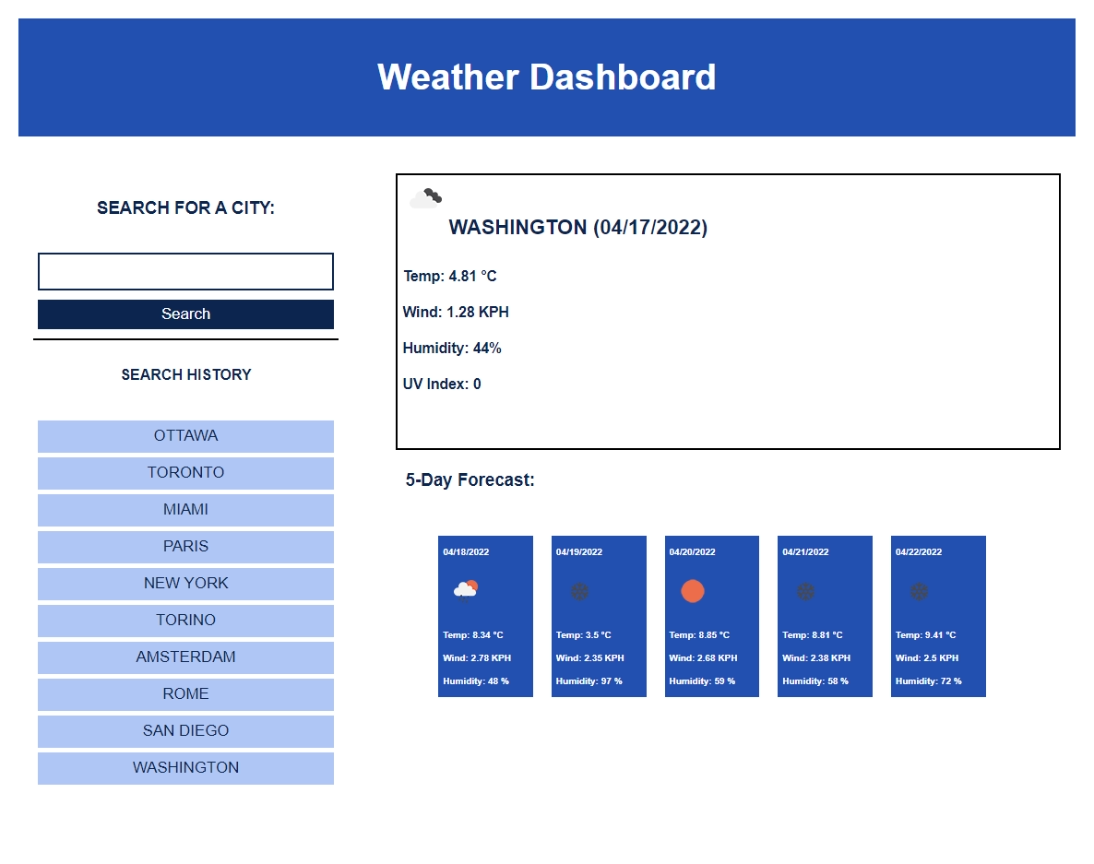 Weather Dashboard
SEARCH FOR A CITY:
Search
SEARCH HISTORY
OTTAWA
TORONTO
MIAMI
PARIS
NEW YORK
TORINO
AMSTERDAM
ROME
SAN DIEGO
WASHINGTON
WASHINGTON (04/17/2022)
Temp: 4.81 °C
Wind: 1.28 KPH
Humidity: 44%
UV Index: 0
5-Day Forecast:
04/18/2022
Temp: 8.34 °C
Wind: 2.78 KPH
Humidity: 48 %
04/19/2022
Temp: 3.5 °C
Wind: 2.35 KPH
Humidity: 97 %
04/20/2022
Temp: 8.85 °C
Wind: 2.68 KPH
Humidity: 59 %
04/21/2022
Temp: 8.81 °C
Wind: 2.38 KPH
Humidity: 58 %
04/22/2022
Temp: 9.41 °C
Wind: 2.5 KPH
Humidity: 72 %